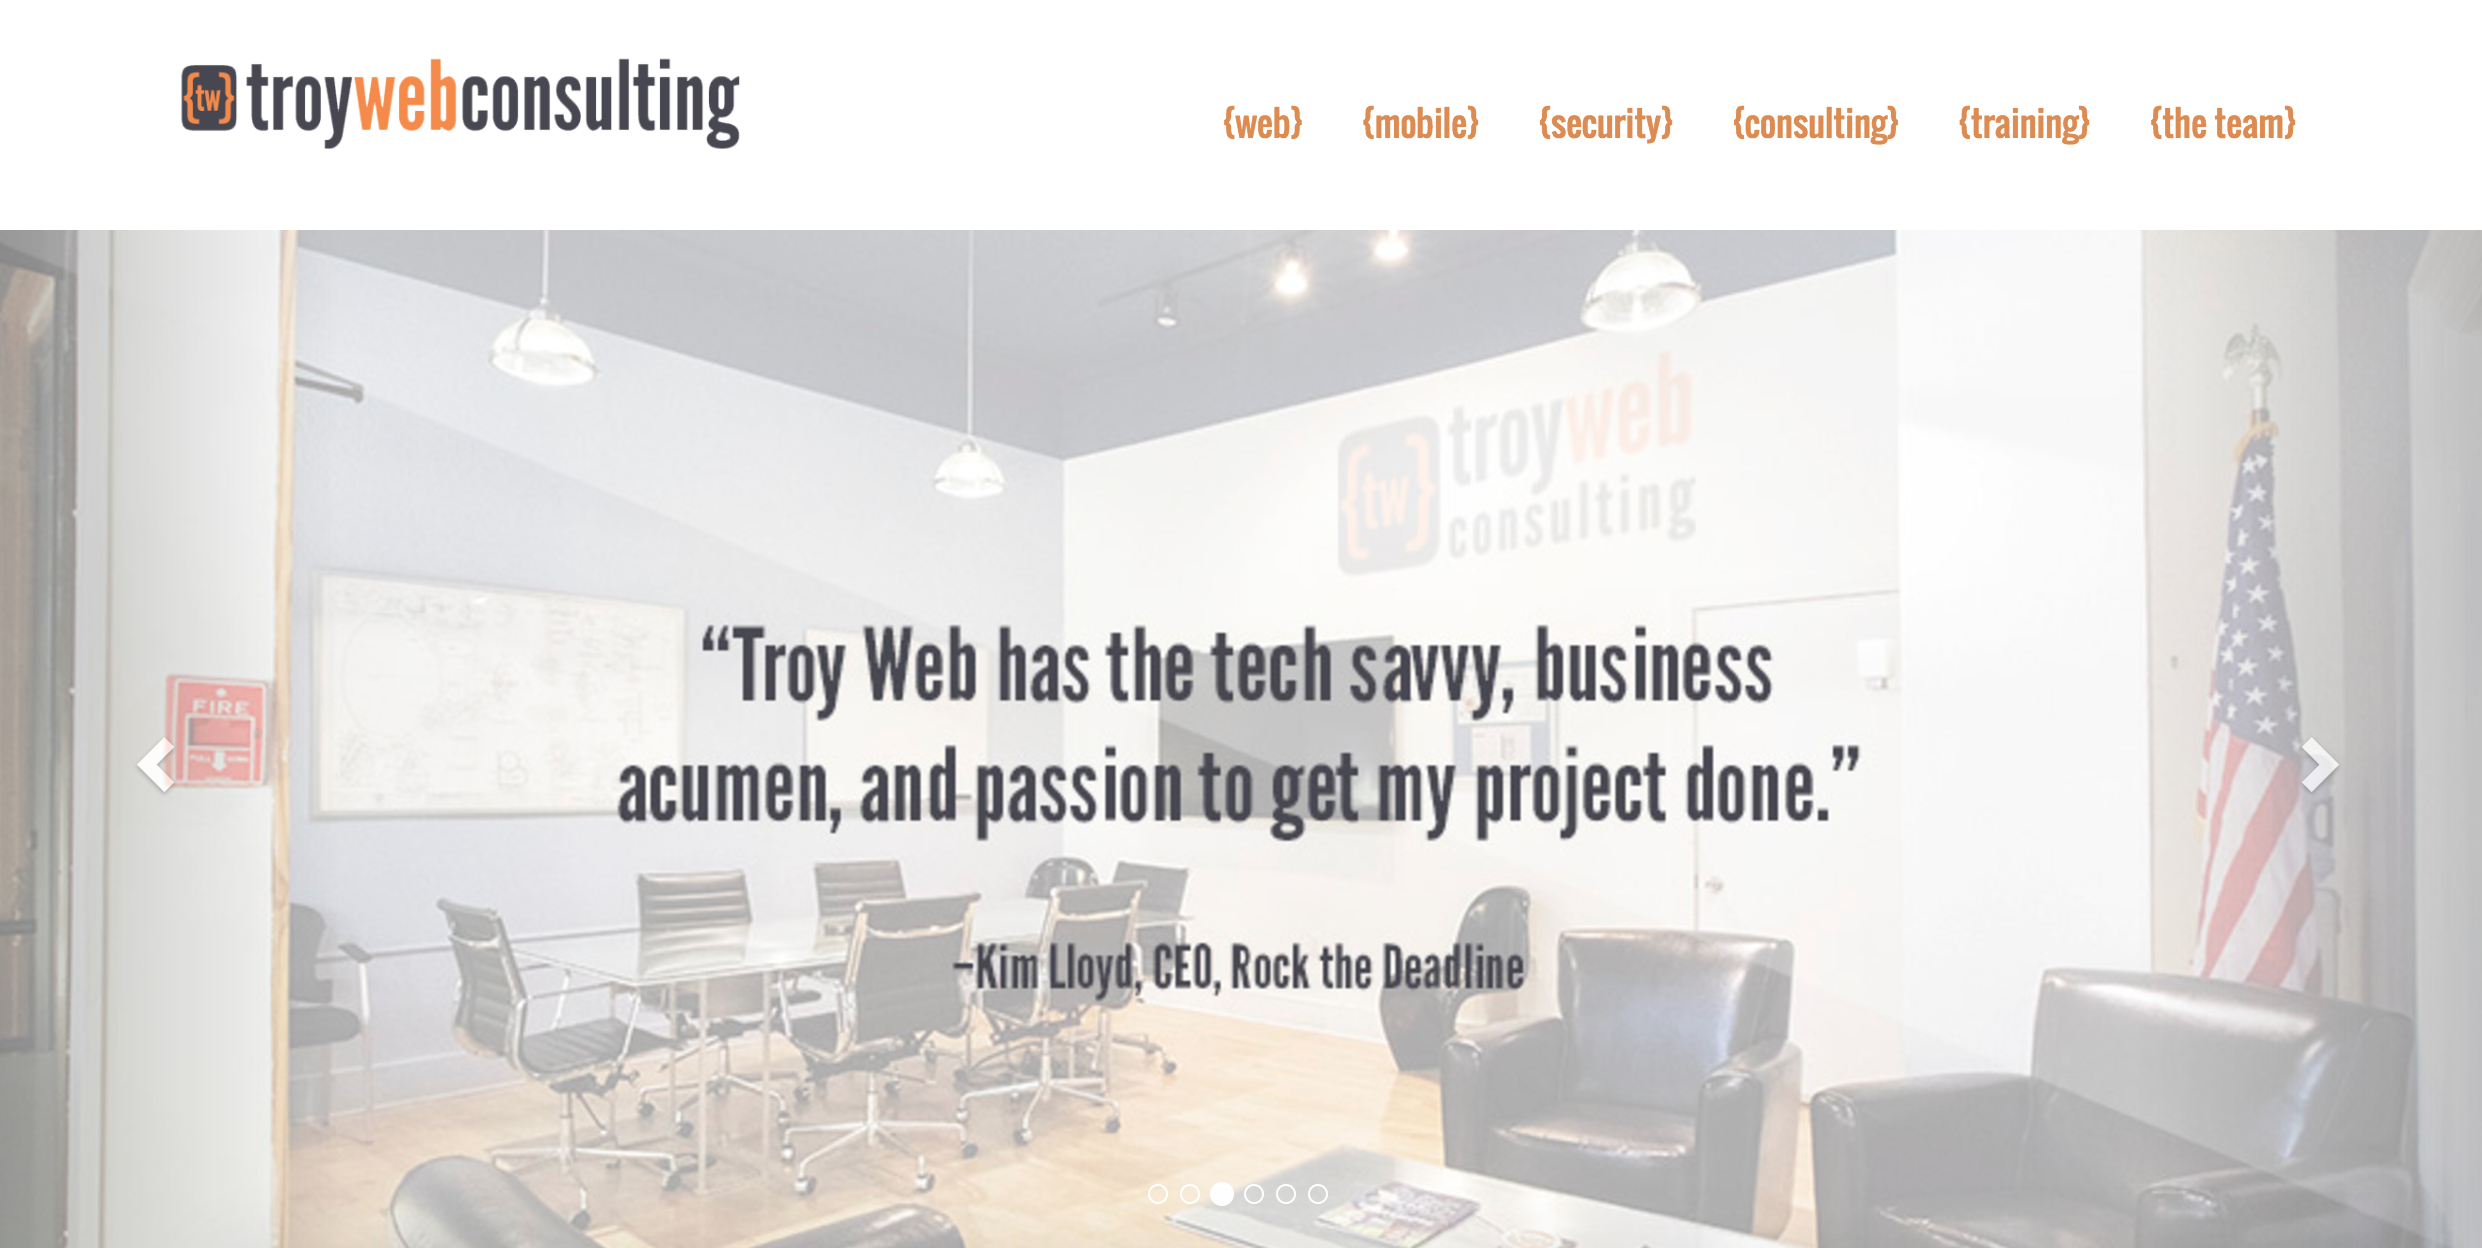 {tw} troywebconsulting
{web} {mobile} {security} {consulting} {training} {the team}
{tw} troyweb
consulting
“Troy Web has the tech savvy, business
acumen, and passion to get my project done.”
FIRE
–Kim Lloyd, CEO, Rock the Deadline